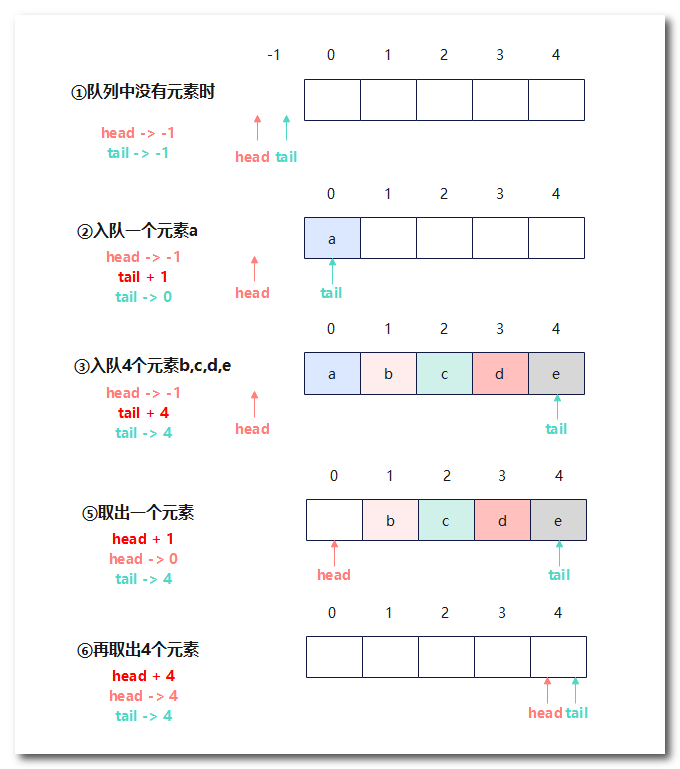 -1 0 1 2 3 4
①队列中没有元素时
head -> -1
tail -> -1
head tail
0 1 2 3 4
②入队一个元素a
a
head -> -1
tail + 1
tail -> 0
head tail
0 1 2 3 4
③入队4个元素b,c,d,e
a b c d e
head -> -1
tail + 4
tail -> 4
head tail
0 1 2 3 4
⑤取出一个元素
b c d e
head + 1
head -> 0
tail -> 4
head tail
0 1 2 3 4
⑥再取出4个元素
head + 4
head -> 4
tail -> 4
head tail